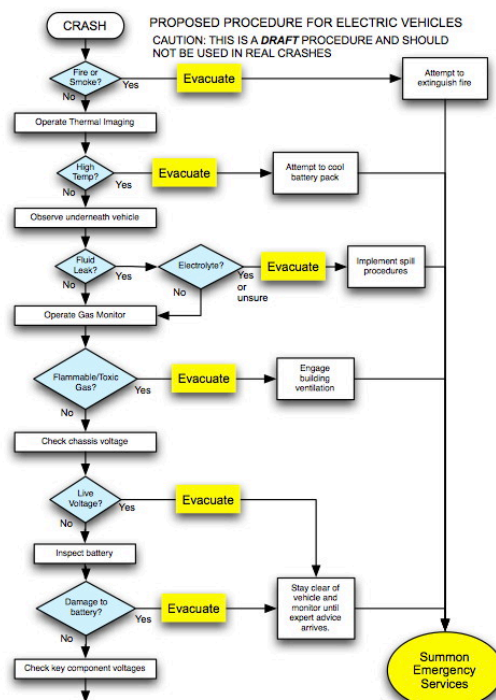 CRASH
PROPOSED PROCEDURE FOR ELECTRIC VEHICLES
CAUTION: THIS IS A DRAFT PROCEDURE AND SHOULD
NOT BE USED IN REAL CRASHES
Fire or
Smoke?
Yes
No
Evacuate
Attempt to
extinguish fire
Operate Thermal Imaging
High
Temp?
Yes
No
Evacuate
Attempt to cool
battery pack
Observe underneath vehicle
Fluid
Leak?
Yes
No
Electrolyte?
Yes
or
unsure
No
Evacuate
Implement spill
procedures
Operate Gas Monitor
Flammable/Toxic
Gas?
Yes
No
Evacuate
Engage
building
ventilation
Check chassis voltage
Live
Voltage?
Yes
No
Evacuate
Inspect battery
Damage to
battery?
Yes
No
Evacuate
Stay clear of
vehicle and
monitor until
expert advice
arrives.
Check key component voltages
Summon
Emergency
Services